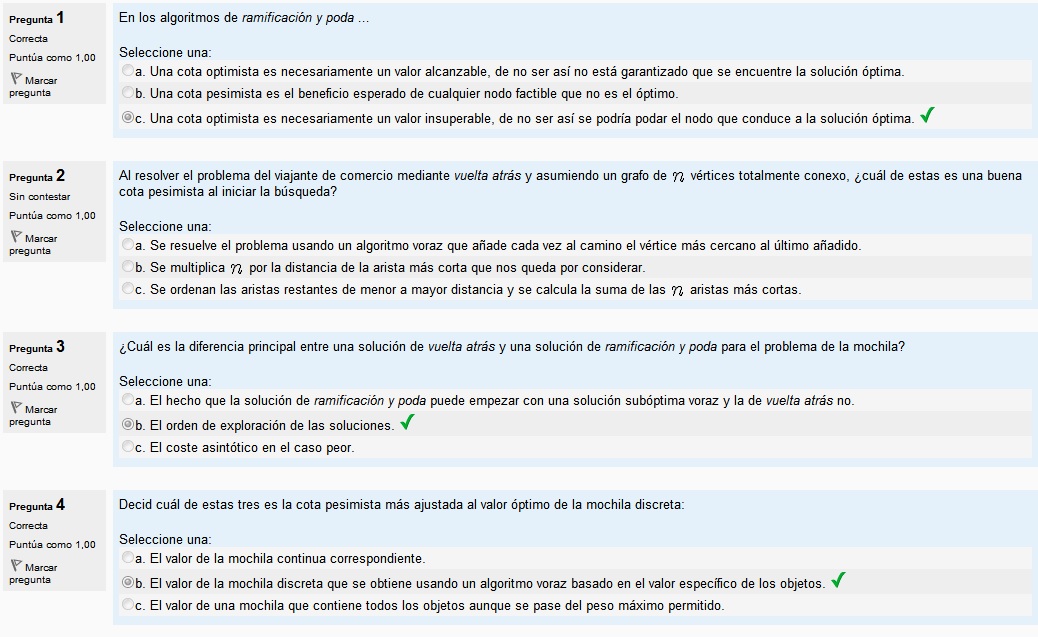 Pregunta 1
Correcta
Puntúa como 1,00
Marcar
pregunta
En los algoritmos de ramificación y poda ...
Seleccione una:
a. Una cota optimista es necesariamente un valor alcanzable, de no ser así no está garantizado que se encuentre la solución óptima.
b. Una cota pesimista es el beneficio esperado de cualquier nodo factible que no es el óptimo.
c. Una cota optimista es necesariamente un valor insuperable, de no ser así se podría podar el nodo que conduce a la solución óptima.
Pregunta 2
Sin contestar
Puntúa como 1,00
Marcar
pregunta
Al resolver el problema del viajante de comercio mediante vuelta atrás y asumiendo un grafo de n vértices totalmente conexo, ¿cuál de estas es una buena
cota pesimista al iniciar la búsqueda?
Seleccione una:
a. Se resuelve el problema usando un algoritmo voraz que añade cada vez al camino el vértice más cercano al último añadido.
b. Se multiplica n por la distancia de la arista más corta que nos queda por considerar.
c. Se ordenan las aristas restantes de menor a mayor distancia y se calcula la suma de las n aristas más cortas.
Pregunta 3
Correcta
Puntúa como 1,00
Marcar
pregunta
¿Cuál es la diferencia principal entre una solución de vuelta atrás y una solución de ramificación y poda para el problema de la mochila?
Seleccione una:
a. El hecho que la solución de ramificación y poda puede empezar con una solución subóptima voraz y la de vuelta atrás no.
b. El orden de exploración de las soluciones.
c. El coste asintótico en el caso peor.
Pregunta 4
Correcta
Puntúa como 1,00
Marcar
pregunta
Decid cuál de estas tres es la cota pesimista más ajustada al valor óptimo de la mochila discreta:
Seleccione una:
a. El valor de la mochila continua correspondiente.
b. El valor de la mochila discreta que se obtiene usando un algoritmo voraz basado en el valor específico de los objetos.
c. El valor de una mochila que contiene todos los objetos aunque se pase del peso máximo permitido.